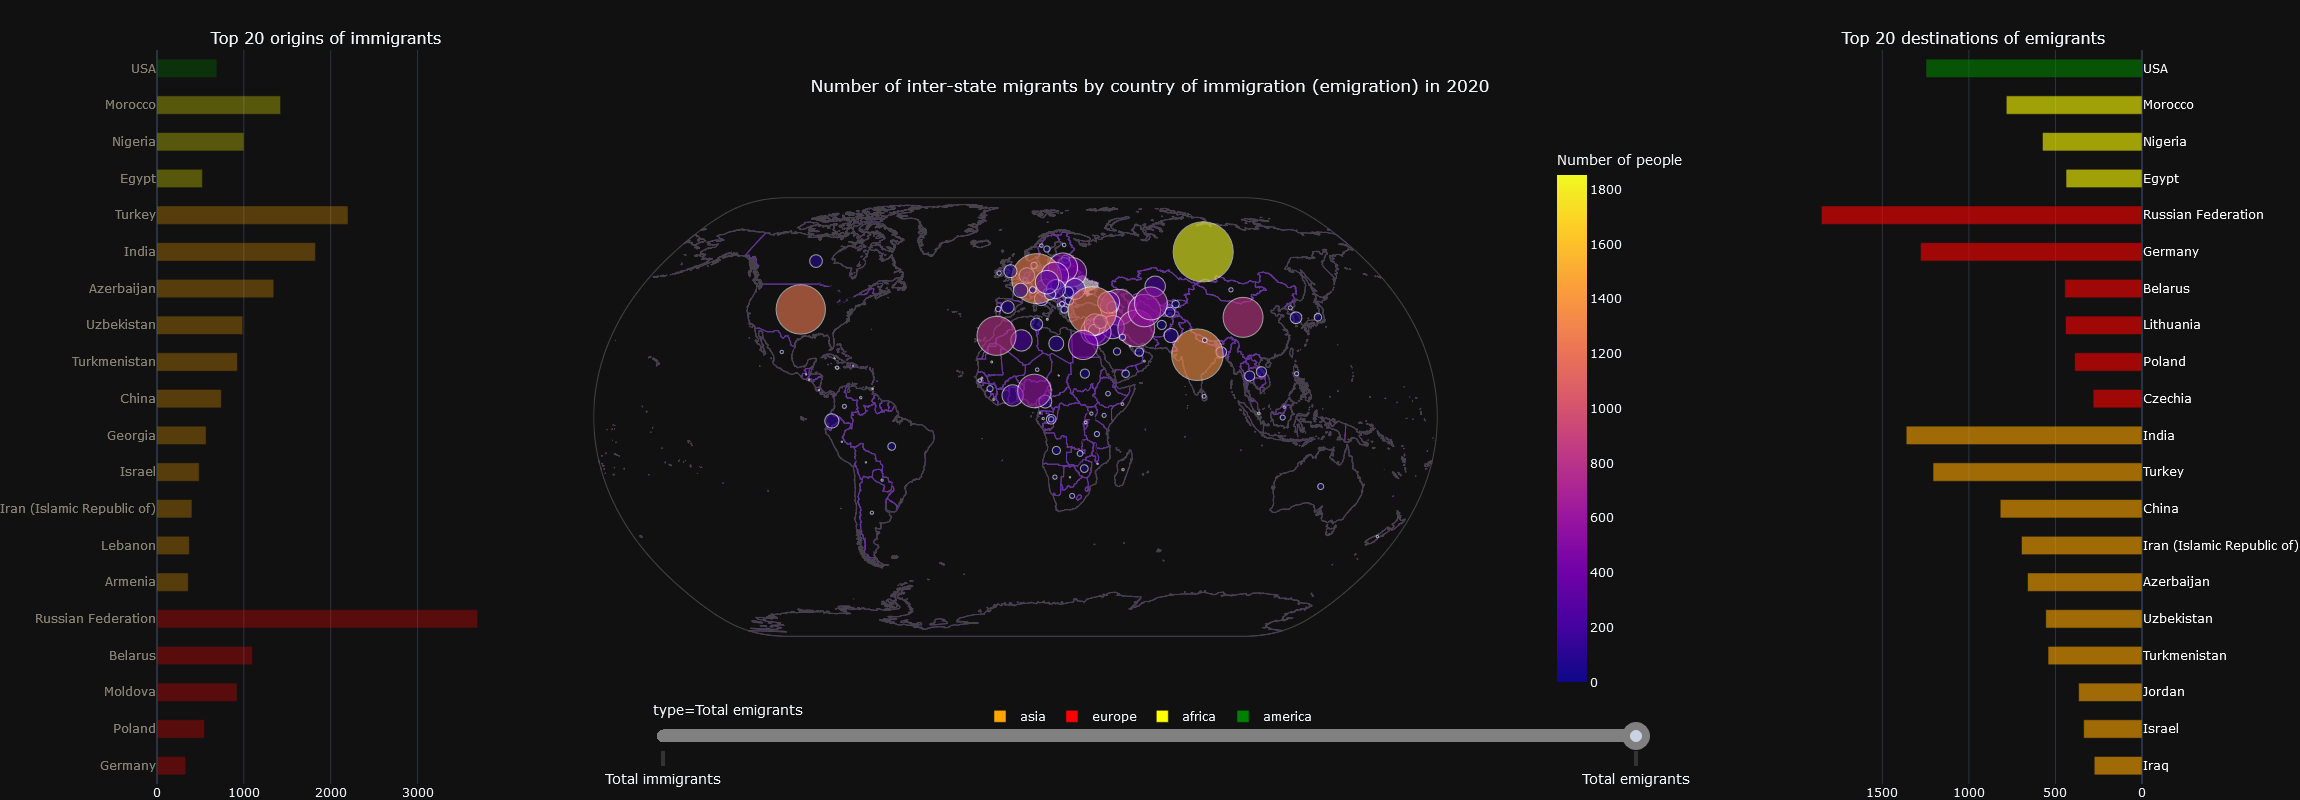 Top 20 origins of immigrants
USA
Morocco
Nigeria
Egypt
Turkey
India
Azerbaijan
Uzbekistan
Turkmenistan
China
Georgia
Israel
Iran (Islamic Republic of)
Lebanon
Armenia
Russian Federation
Belarus
Moldova
Poland
Germany
0 1000 2000 3000
Number of inter-state migrants by country of immigration (emigration) in 2020
Number of people
1800
1600
1400
1200
1000
800
600
400
200
0
type=Total emigrants
asia europe africa america
Total immigrants Total emigrants
Top 20 destinations of emigrants
USA
Morocco
Nigeria
Egypt
Russian Federation
Germany
Belarus
Lithuania
Poland
Czechia
India
Turkey
China
Iran (Islamic Republic of)
Azerbaijan
Uzbekistan
Turkmenistan
Jordan
Israel
Iraq
1500 1000 500 0